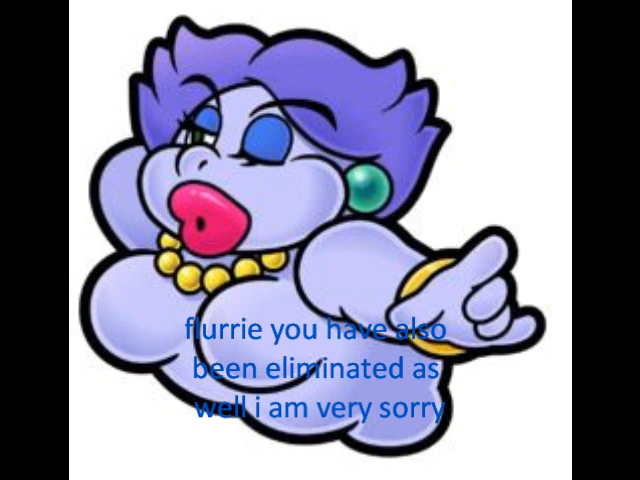 flurrie you have also
been eliminated as
well i am very sorry